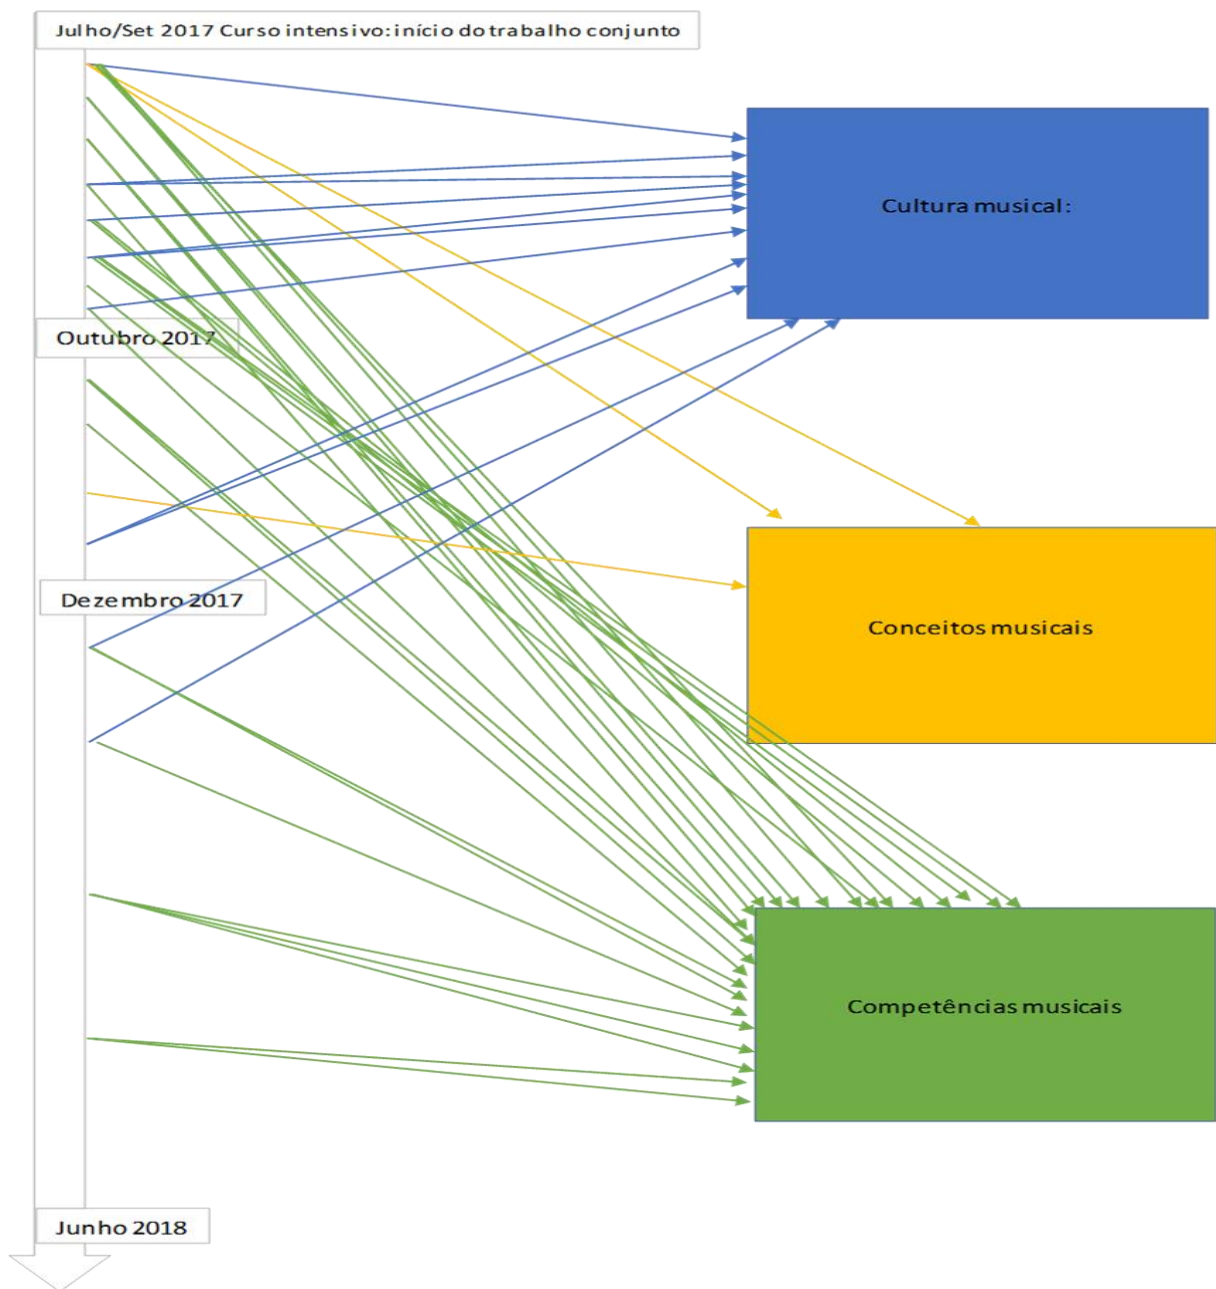 Julho/Set 2017 Curso intensivo: início do trabalho conjunto
Cultura musical:
Outubro 2017
Dezembro 2017
Conceitos musicais
Competências musicais
Junho 2018